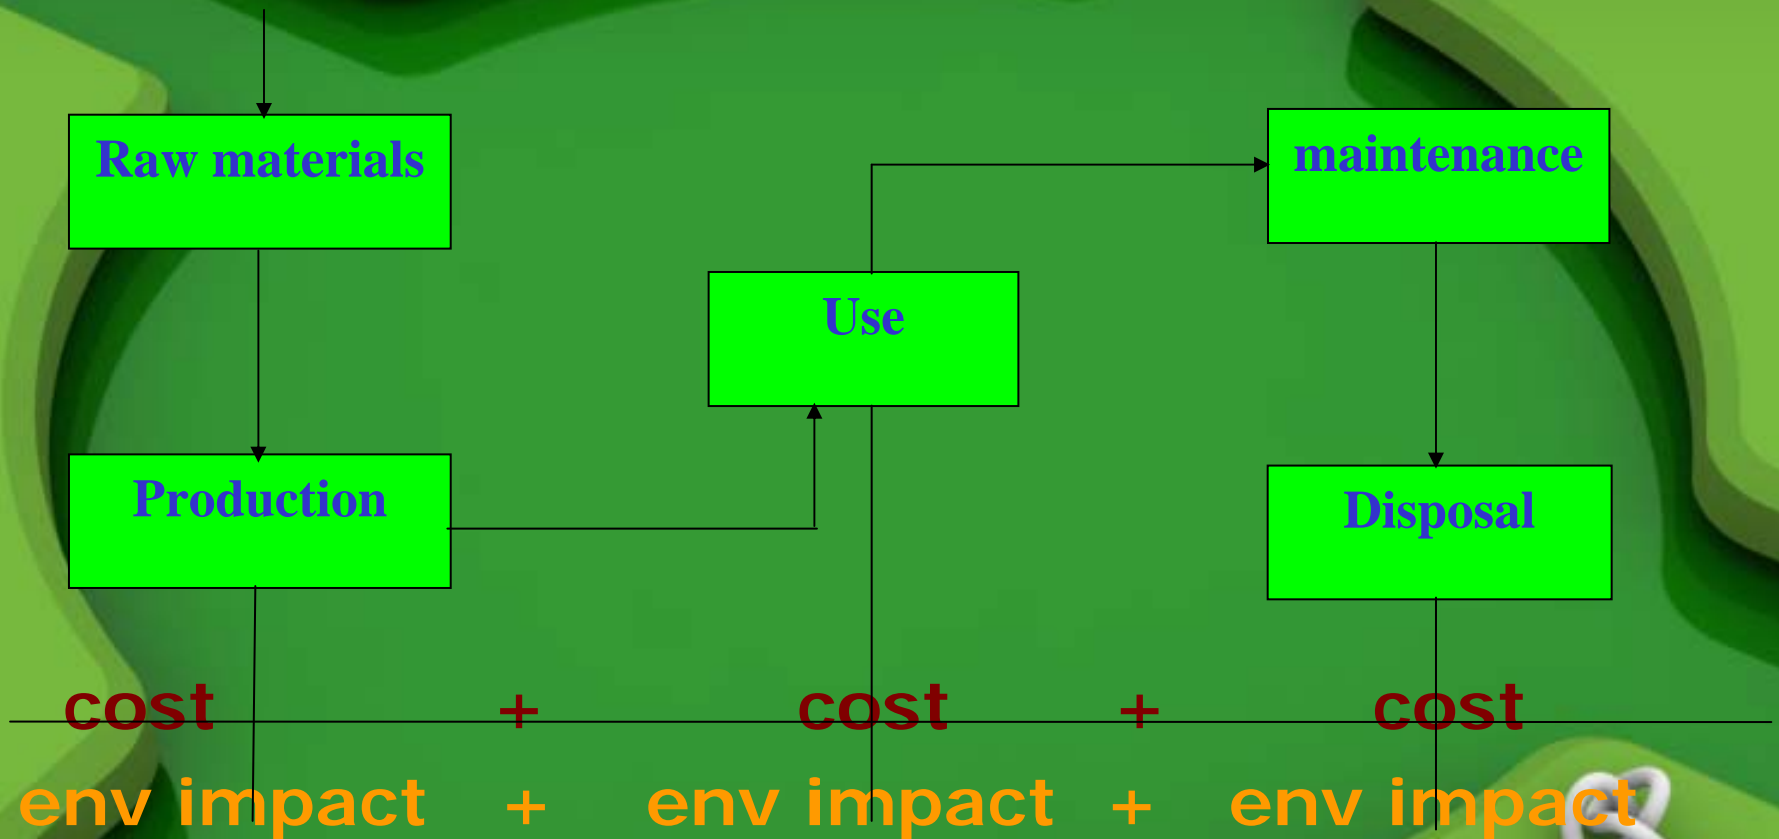 Raw materials
maintenance
Use
Production
Disposal
cost + cost + cost
env impact + env impact + env impact